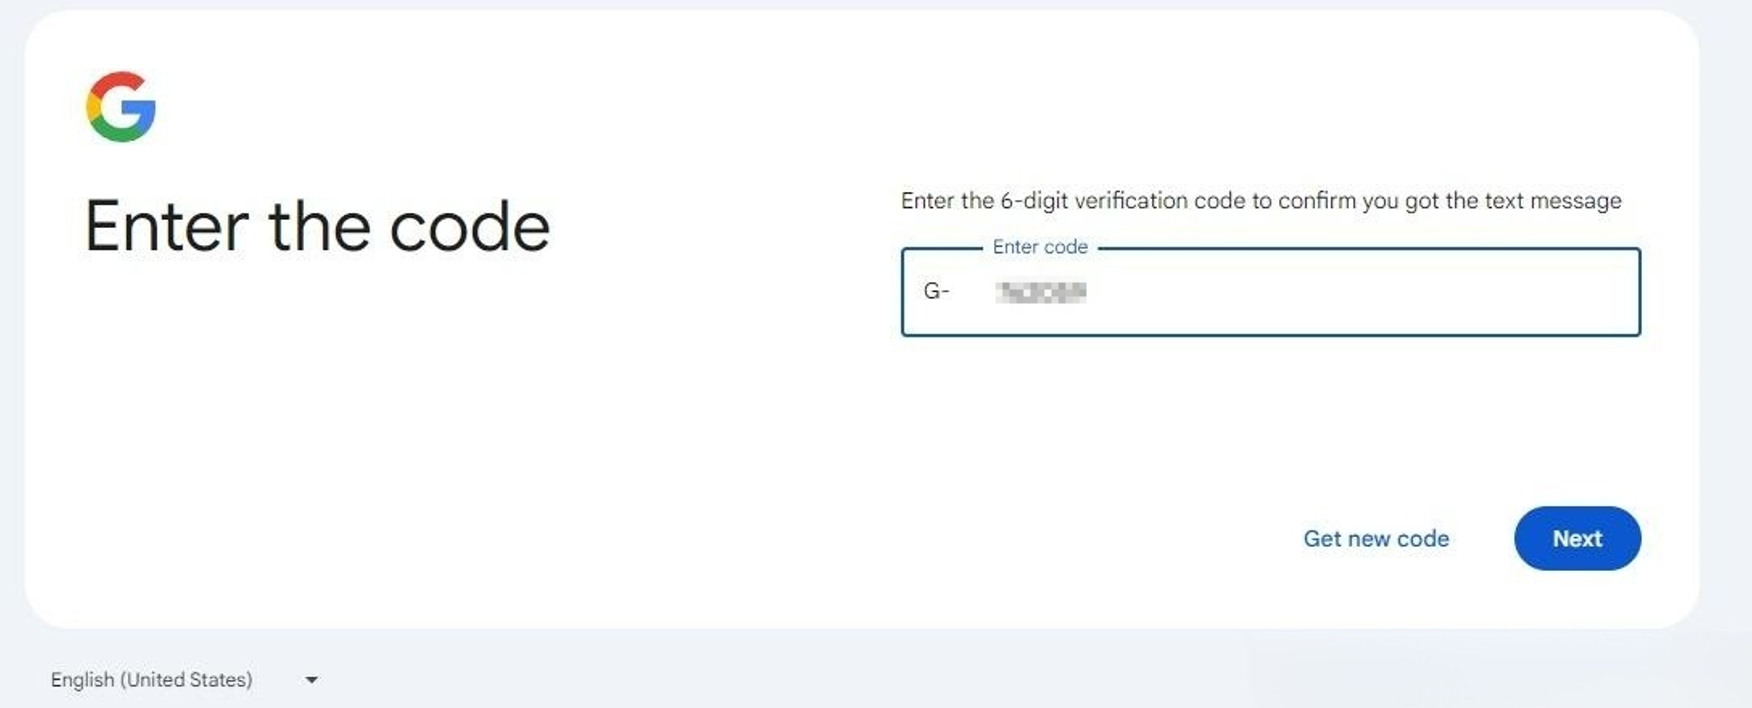 Enter the code
Enter the 6-digit verification code to confirm you got the text message
Enter code
G-
Get new code
Next
English (United States)